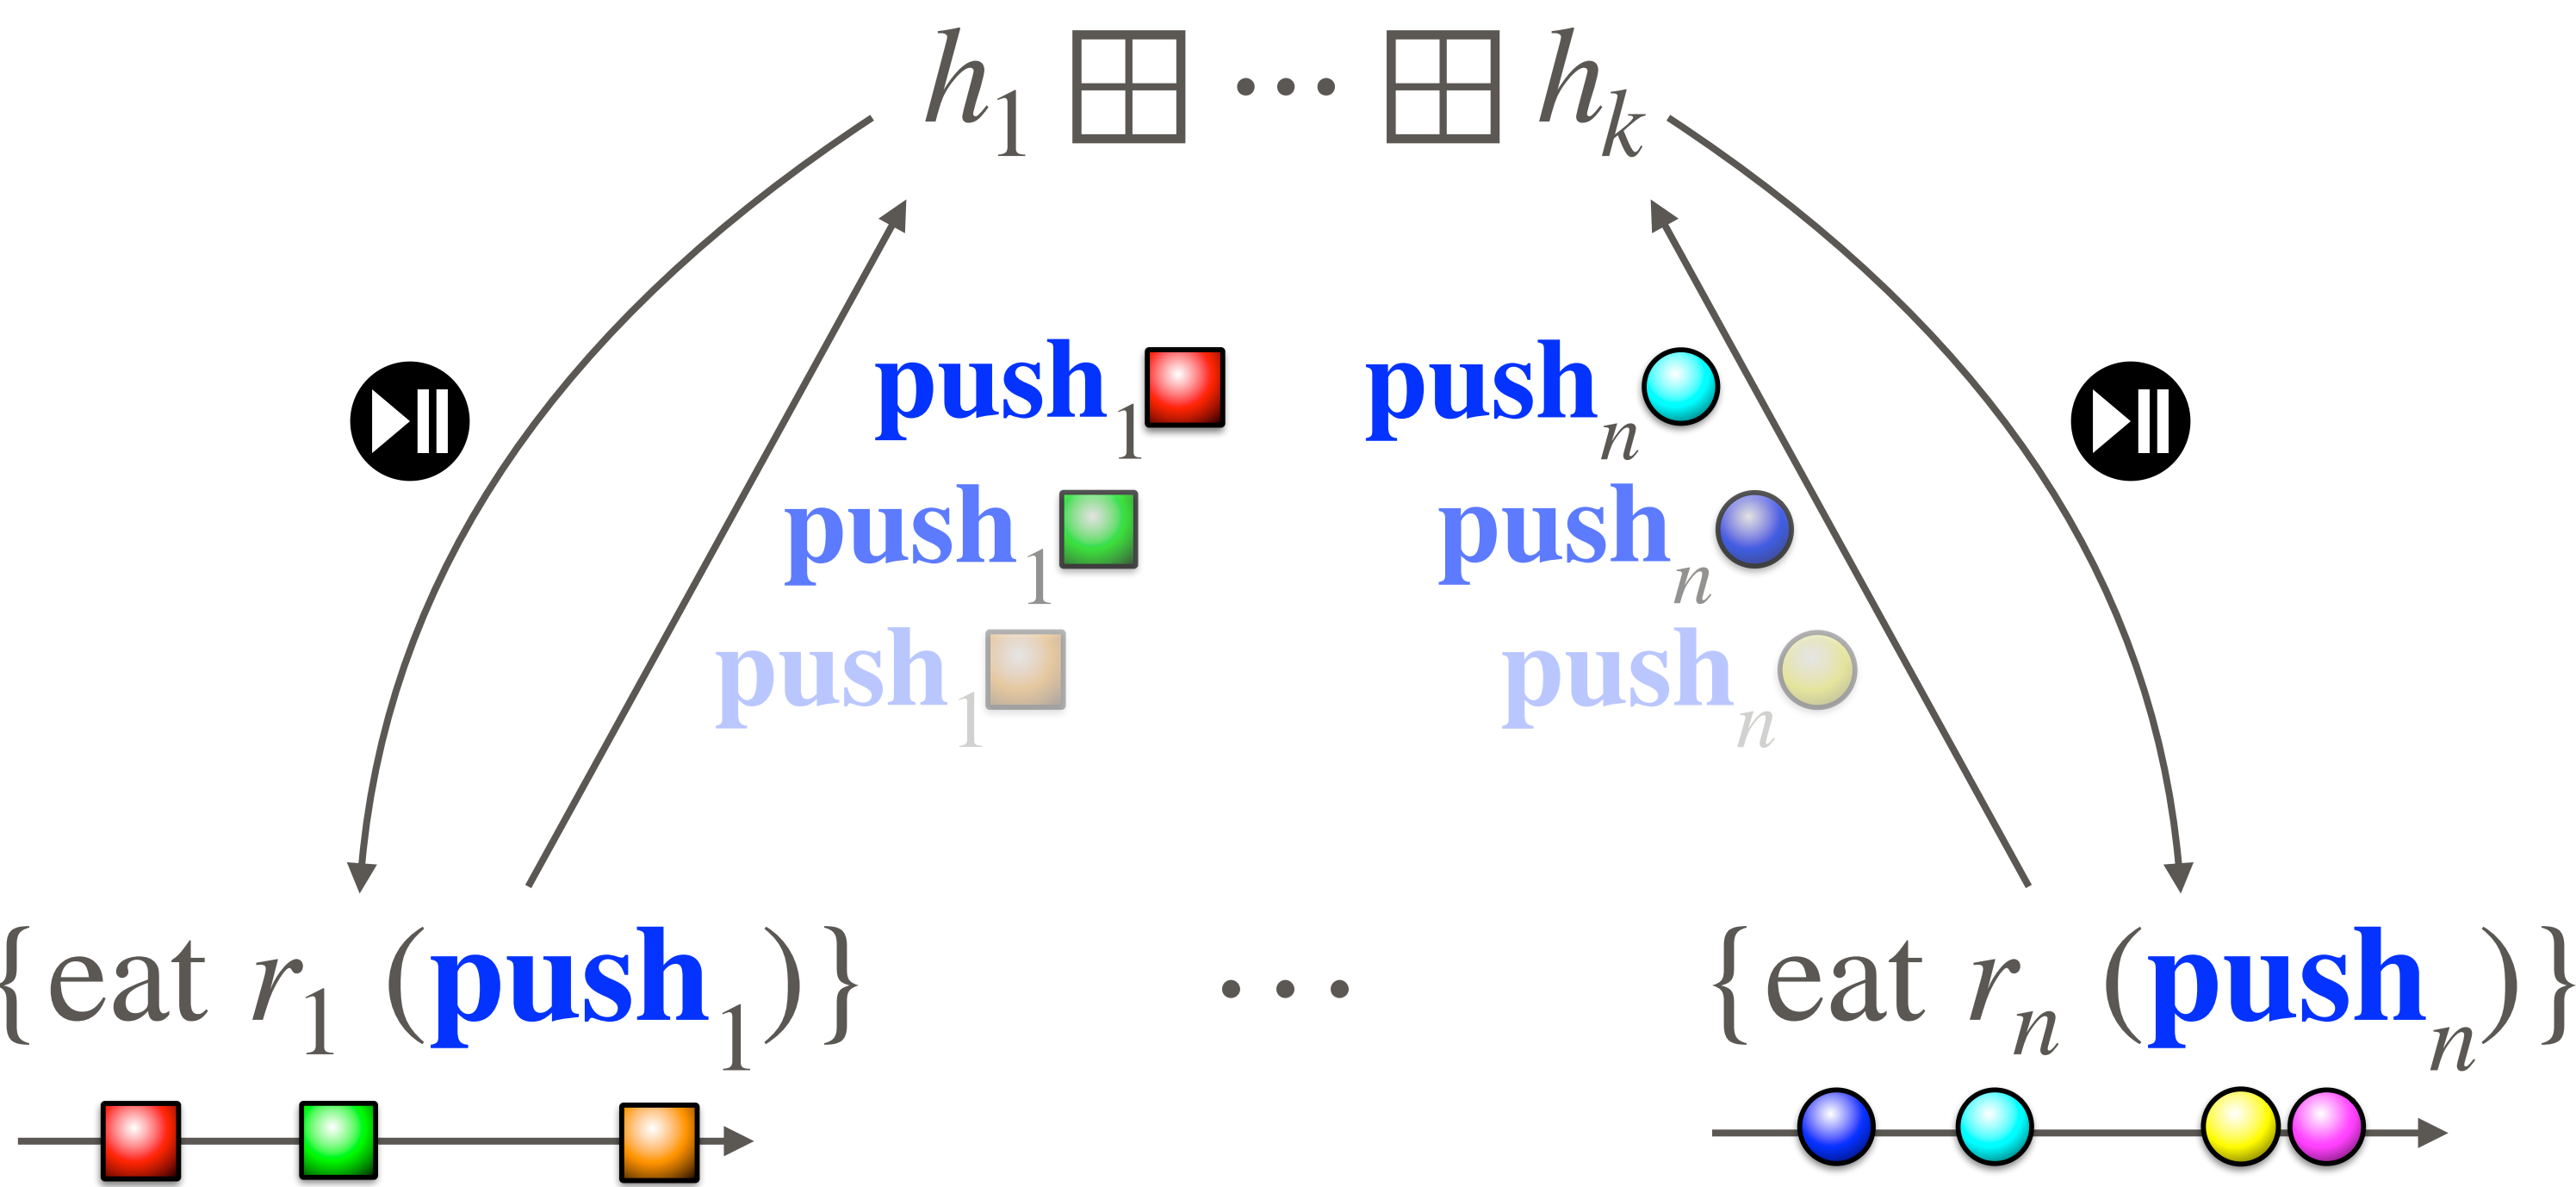 h₁ ⊞ ⋯ ⊞ hₖ
push₁ pushₙ
push₁ pushₙ
push₁ pushₙ
{eat r₁ (push₁)} ⋯ {eat rₙ (pushₙ)}